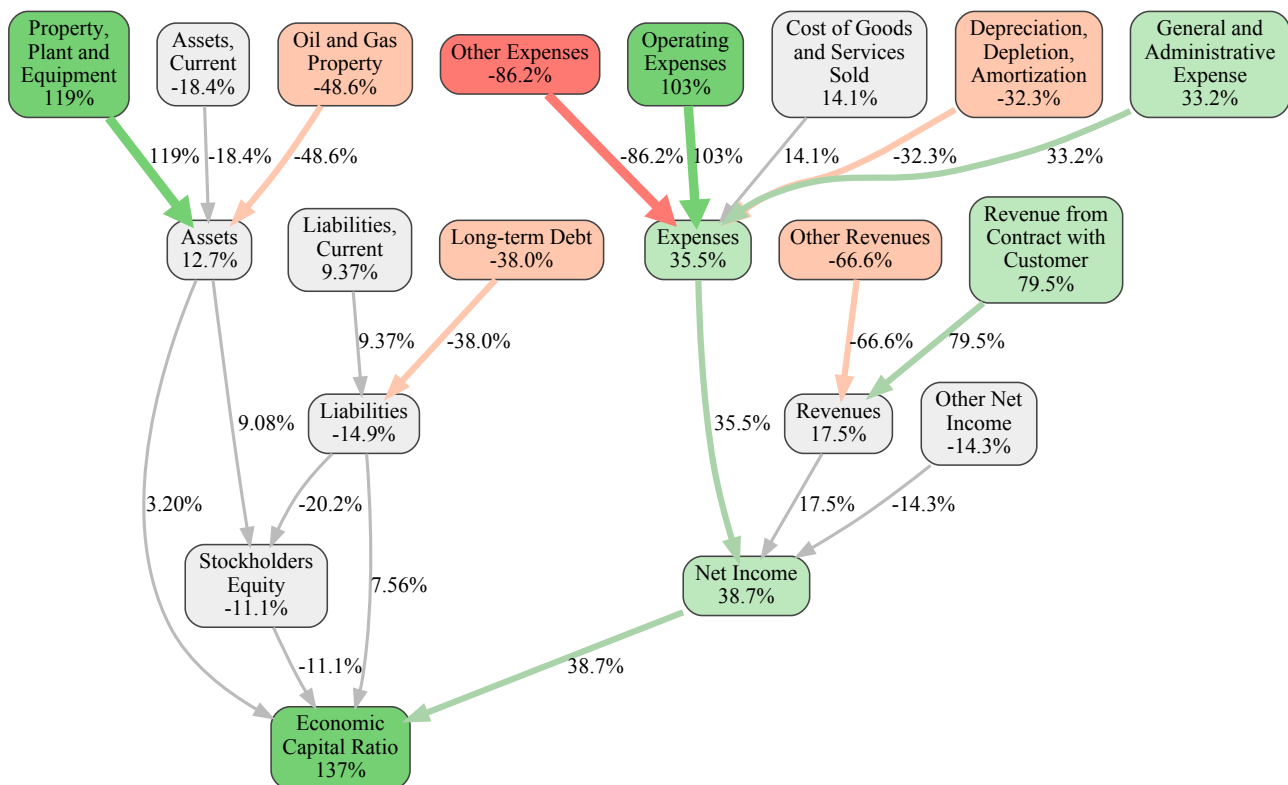 Property,
Plant and
Equipment
119%
Assets,
Current
-18.4%
Oil and Gas
Property
-48.6%
Other Expenses
-86.2%
Operating
Expenses
103%
Cost of Goods
and Services
Sold
14.1%
Depreciation,
Depletion,
Amortization
-32.3%
General and
Administrative
Expense
33.2%
119%
-18.4%
-48.6%
-86.2%
103%
14.1%
-32.3%
33.2%
Assets
12.7%
Liabilities,
Current
9.37%
Long-term Debt
-38.0%
Expenses
35.5%
Other Revenues
-66.6%
Revenue from
Contract with
Customer
79.5%
9.37%
-38.0%
-66.6%
79.5%
Liabilities
-14.9%
Revenues
17.5%
Other Net
Income
-14.3%
9.08%
35.5%
3.20%
-20.2%
17.5%
-14.3%
Stockholders
Equity
-11.1%
7.56%
Net Income
38.7%
-11.1%
38.7%
Economic
Capital Ratio
137%